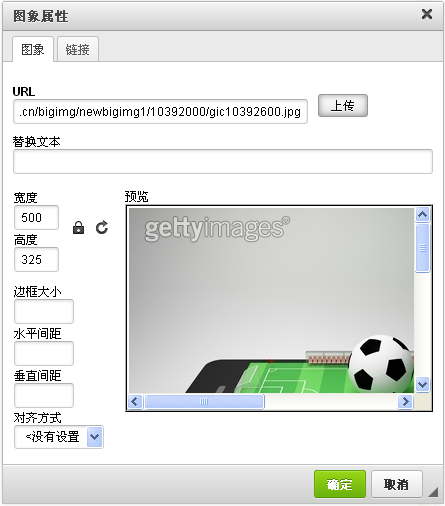 图象属性
图象
链接
URL
.cn/bigimg/newbigimg1/10392000/gic10392600.jpg
上传
替换文本
宽度
500
高度
325
预览
gettyimages®
边框大小
水平间距
垂直间距
对齐方式
<没有设置
确定
取消